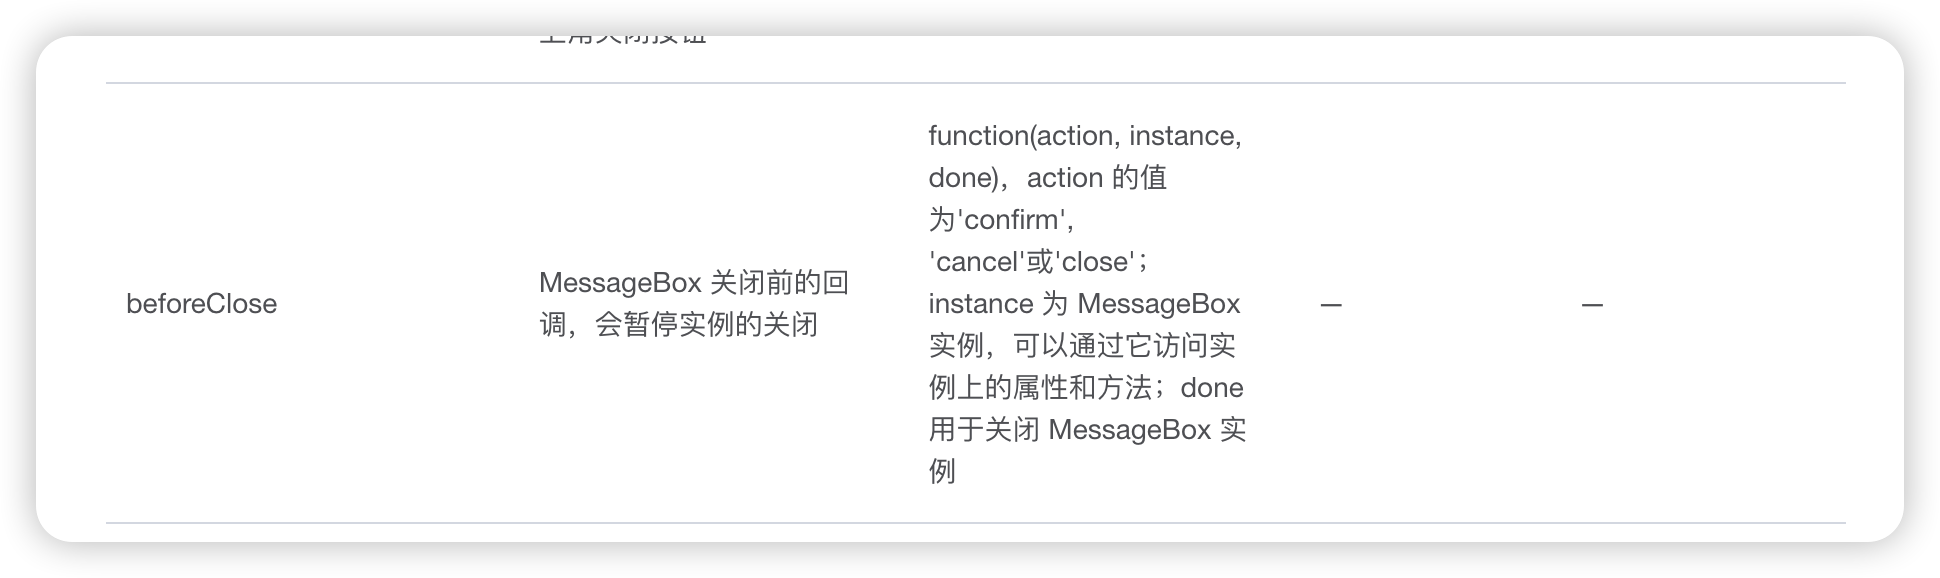 beforeClose
MessageBox 关闭前的回
调，会暂停实例的关闭
function(action, instance,
done)，action 的值
为'confirm',
'cancel'或'close'；
instance 为 MessageBox
实例，可以通过它访问实
例上的属性和方法；done
用于关闭 MessageBox 实
例
—
—